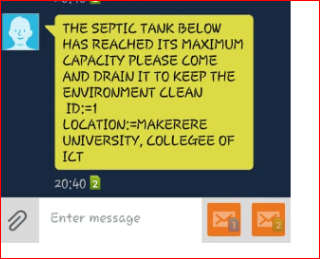 THE SEPTIC TANK BELOW
HAS REACHED ITS MAXIMUM
CAPACITY PLEASE COME
AND DRAIN IT TO KEEP THE
ENVIRONMENT CLEAN
ID:=1
LOCATION:=MAKERERE
UNIVERSITY, COLLEGEE OF
ICT
20:40 2
Enter message
1
2